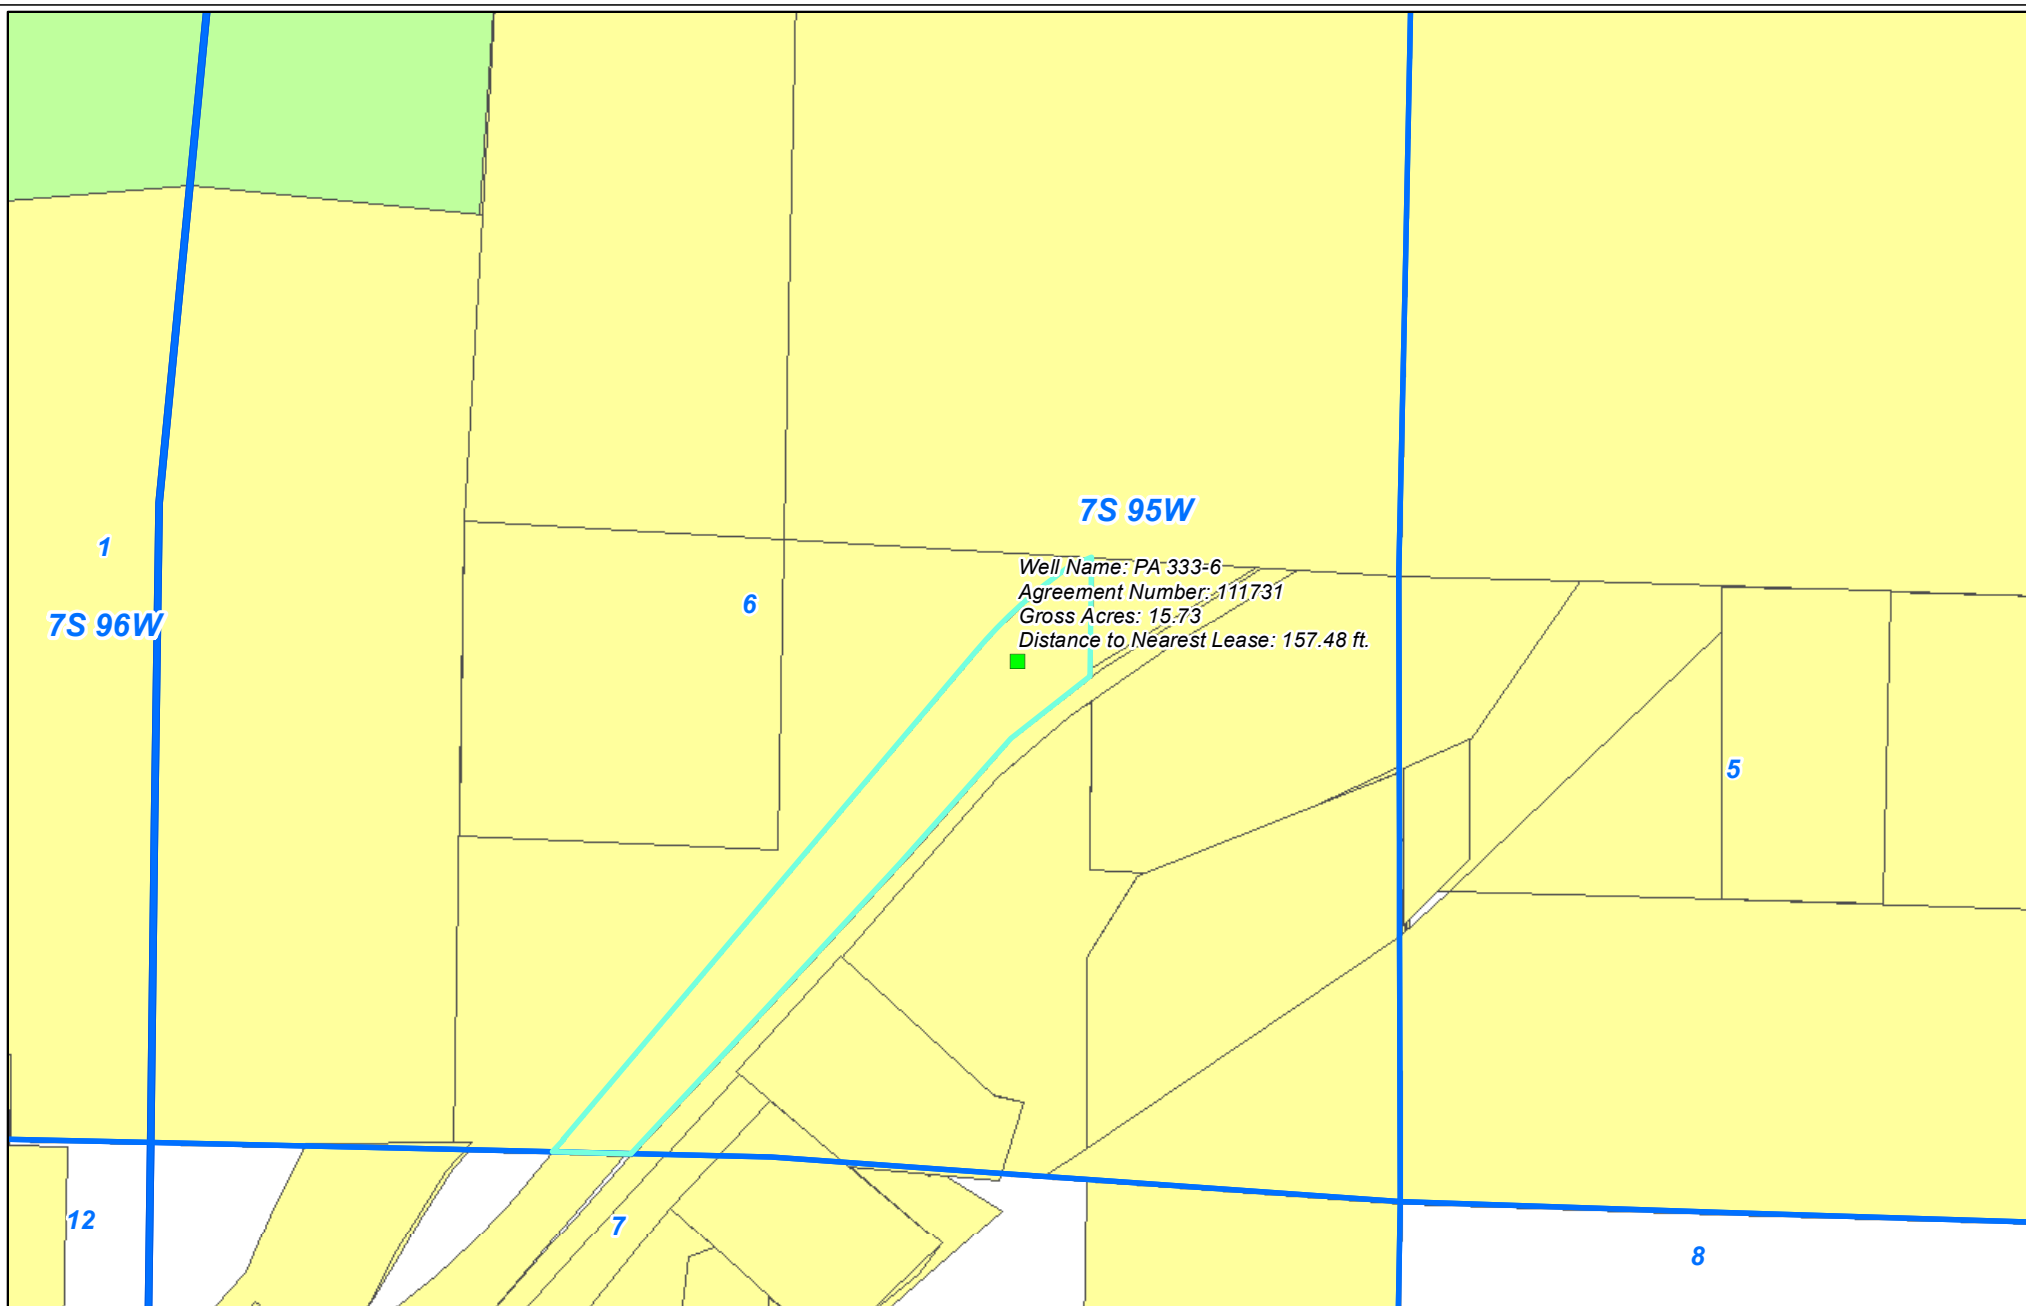 7S 95W
1
Well Name: PA 333-6
Agreement Number: 111731
6
Gross Acres: 15.73
7S 96W
Distance to Nearest Lease: 157.48 ft.
5
12
7
8